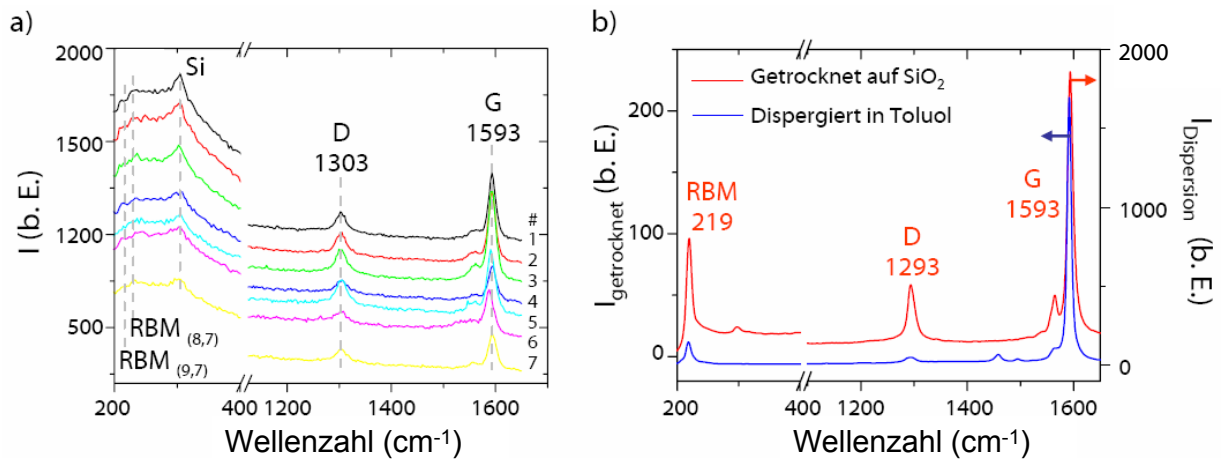 a)
I (b. E.)
2000
1500
1200
500
Si
D
1303
G
1593
#
1
2
3
4
5
6
7
RBM (8,7)
RBM (9,7)
200
400
1200
1400
1600
Wellenzahl (cm⁻¹)
b)
I getrocknet (b. E.)
200
100
0
Getrocknet auf SiO₂
Dispergiert in Toluol
RBM
219
D
1293
G
1593
2000
1000
0
I Dispersion (b. E.)
200
400
1200
1400
1600
Wellenzahl (cm⁻¹)